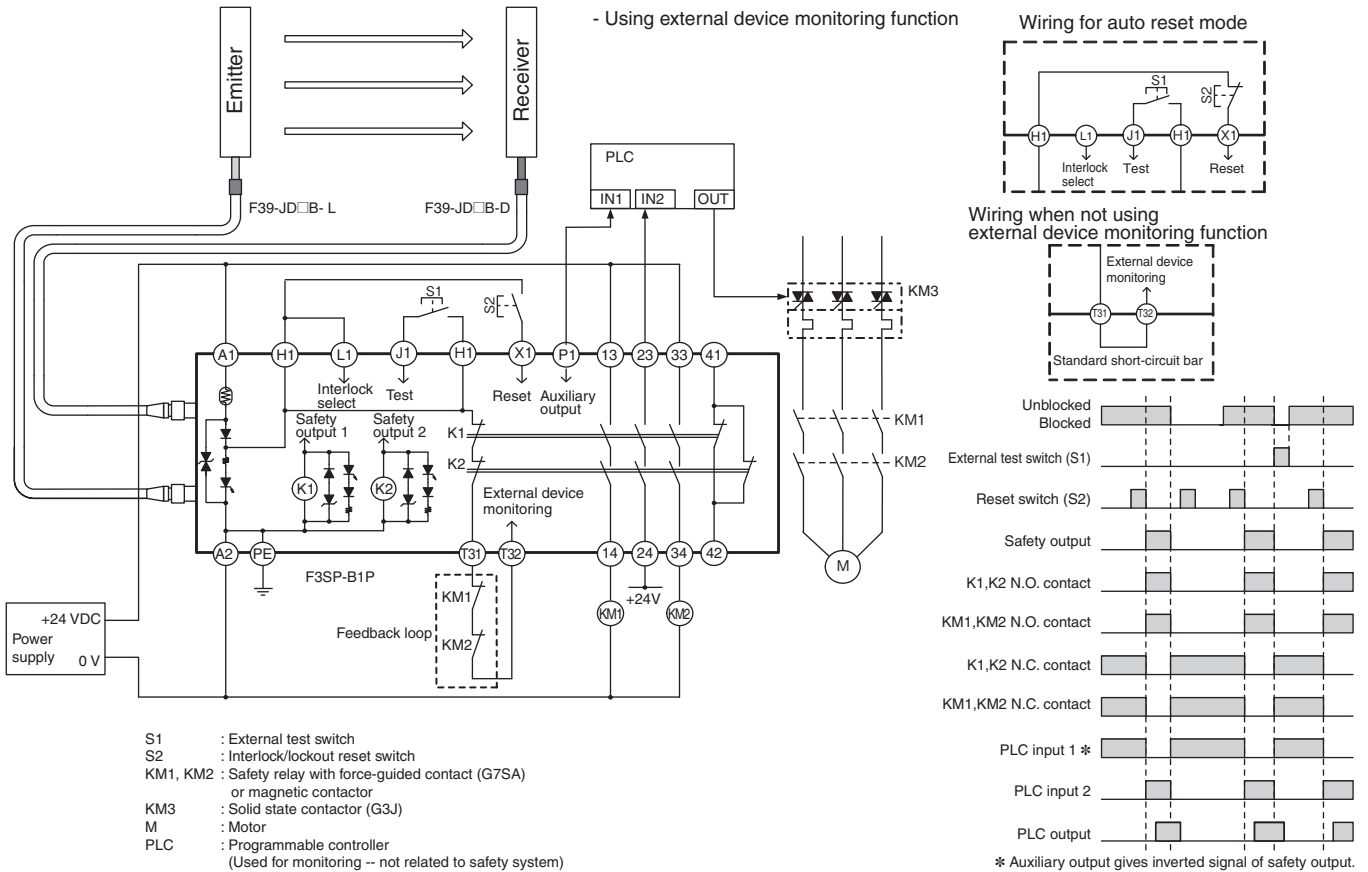 - Using external device monitoring function
Emitter
Receiver
F39-JD□B- L
F39-JD□B-D
PLC
IN1 IN2 OUT
KM3
S1
S2
A1 H1 L1 J1 H1 X1 P1 13 23 33 41
Interlock
select
Test
Reset
Auxiliary
output
Safety
output 1
Safety
output 2
K1
K2
K1
K2
External device
monitoring
KM1
KM2
A2 PE T31 T32 14 24 34 42
F3SP-B1P
+24V
M
KM1
KM2
Feedback loop
KM1
KM2
+24 VDC
Power
supply
0 V
S1 : External test switch
S2 : Interlock/lockout reset switch
KM1, KM2 : Safety relay with force-guided contact (G7SA)
or magnetic contactor
KM3 : Solid state contactor (G3J)
M : Motor
PLC : Programmable controller
(Used for monitoring -- not related to safety system)
Wiring for auto reset mode
S1
S2
H1 L1 J1 H1 X1
Interlock
select
Test
Reset
Wiring when not using
external device monitoring function
External device
monitoring
T31 T32
Standard short-circuit bar
Unblocked
Blocked
External test switch (S1)
Reset switch (S2)
Safety output
K1,K2 N.O. contact
KM1,KM2 N.O. contact
K1,K2 N.C. contact
KM1,KM2 N.C. contact
PLC input 1 ✻
PLC input 2
PLC output
✻ Auxiliary output gives inverted signal of safety output.